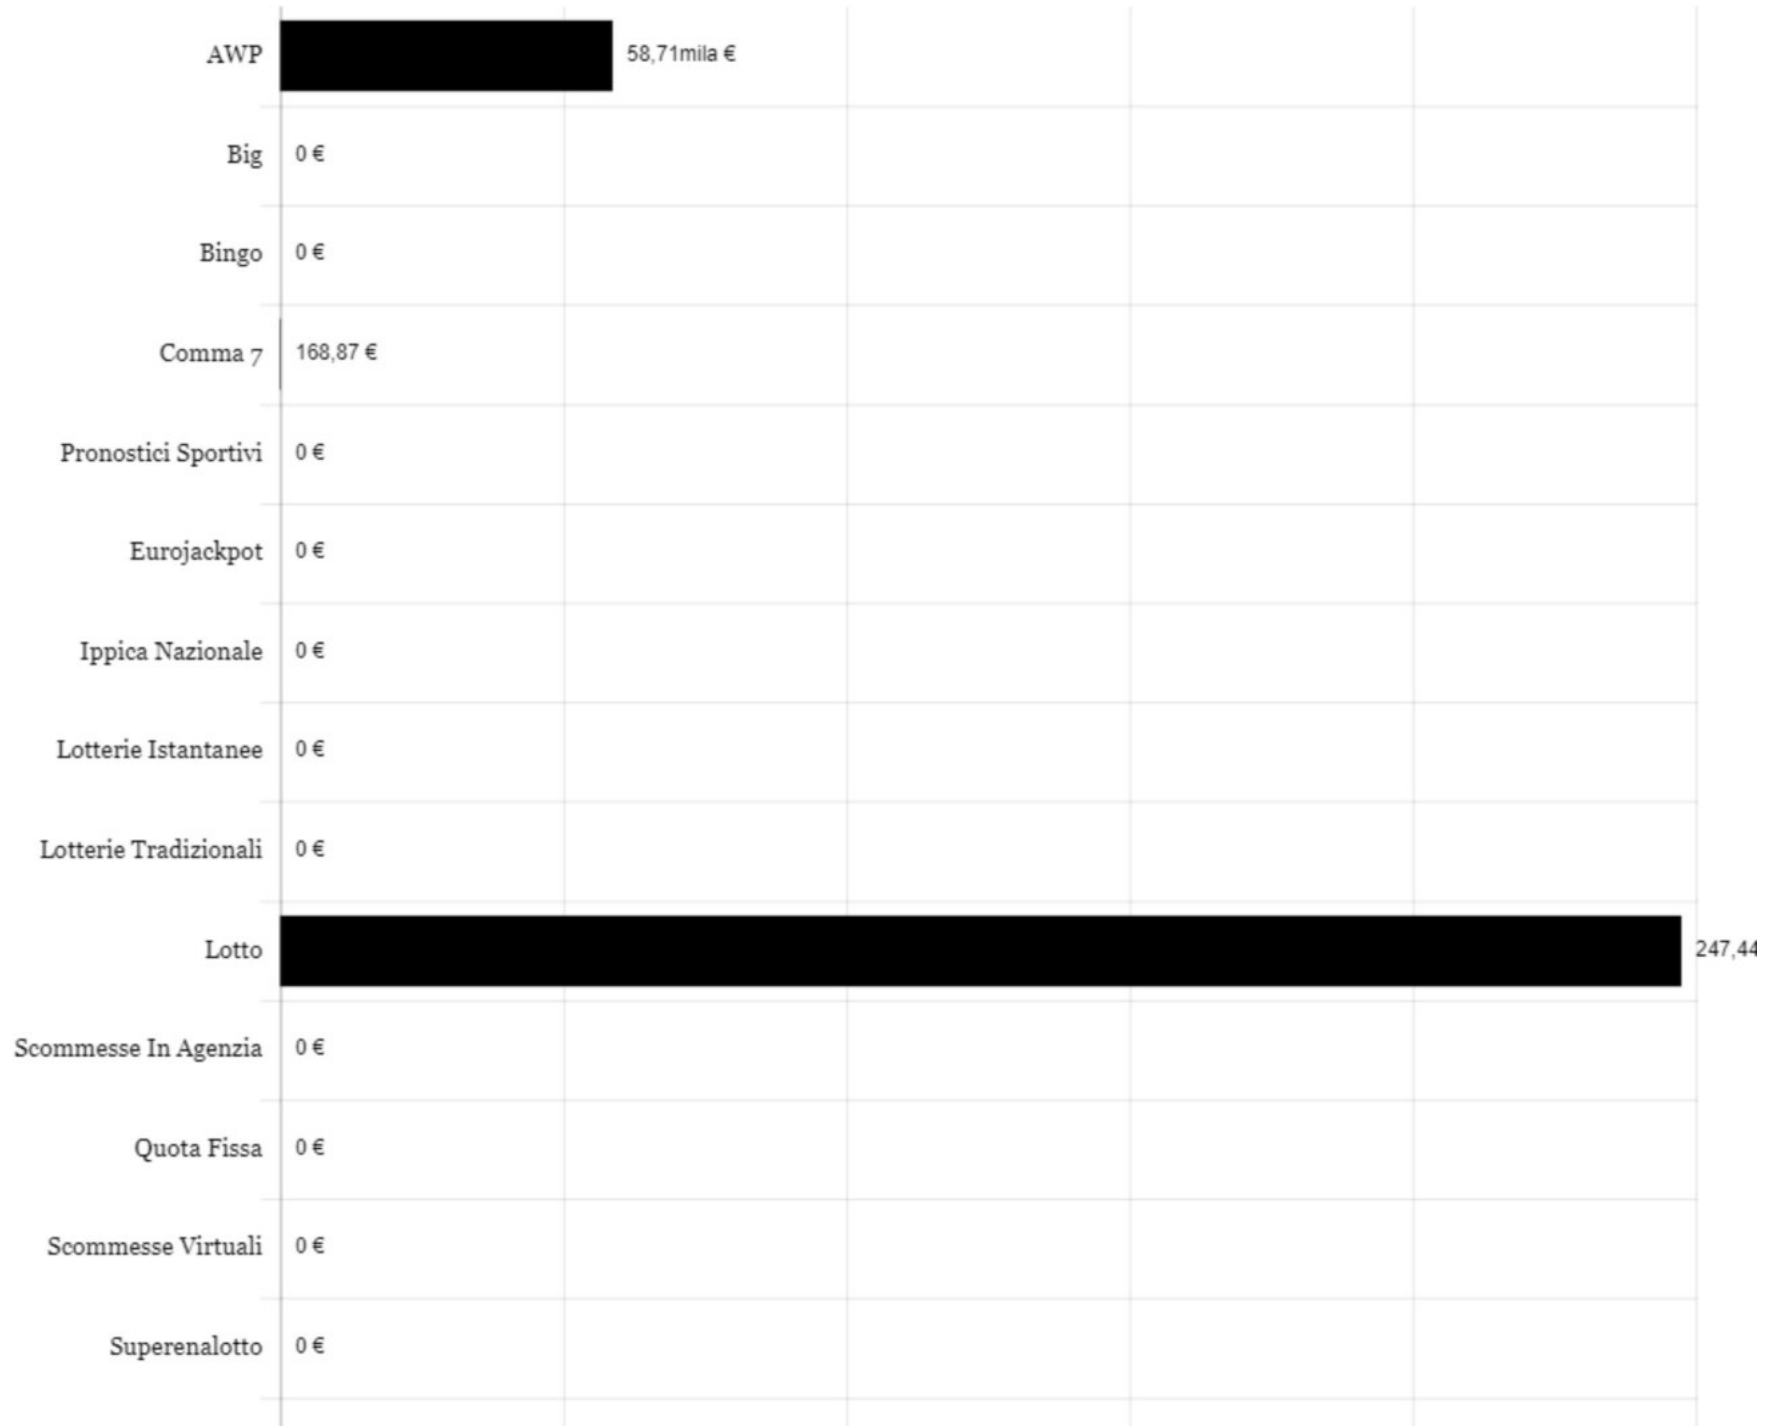 AWP 58,71mila €
Big 0 €
Bingo 0 €
Comma 7 168,87 €
Pronostici Sportivi 0 €
Eurojackpot 0 €
Ippica Nazionale 0 €
Lotterie Istantanee 0 €
Lotterie Tradizionali 0 €
Lotto 247,44
Scommesse In Agenzia 0 €
Quota Fissa 0 €
Scommesse Virtuali 0 €
Superenalotto 0 €